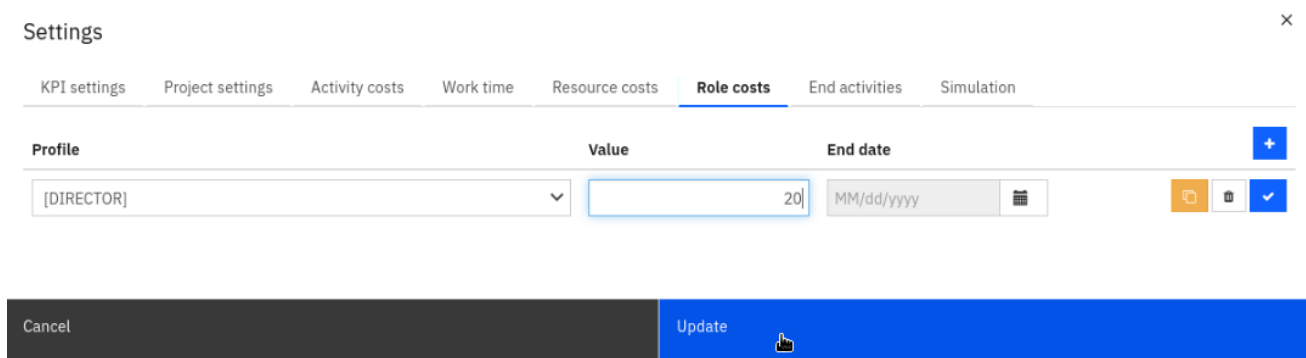 Settings
KPI settings Project settings Activity costs Work time Resource costs Role costs End activities Simulation
Profile Value End date
[DIRECTOR] 20 MM/dd/yyyy
Cancel Update